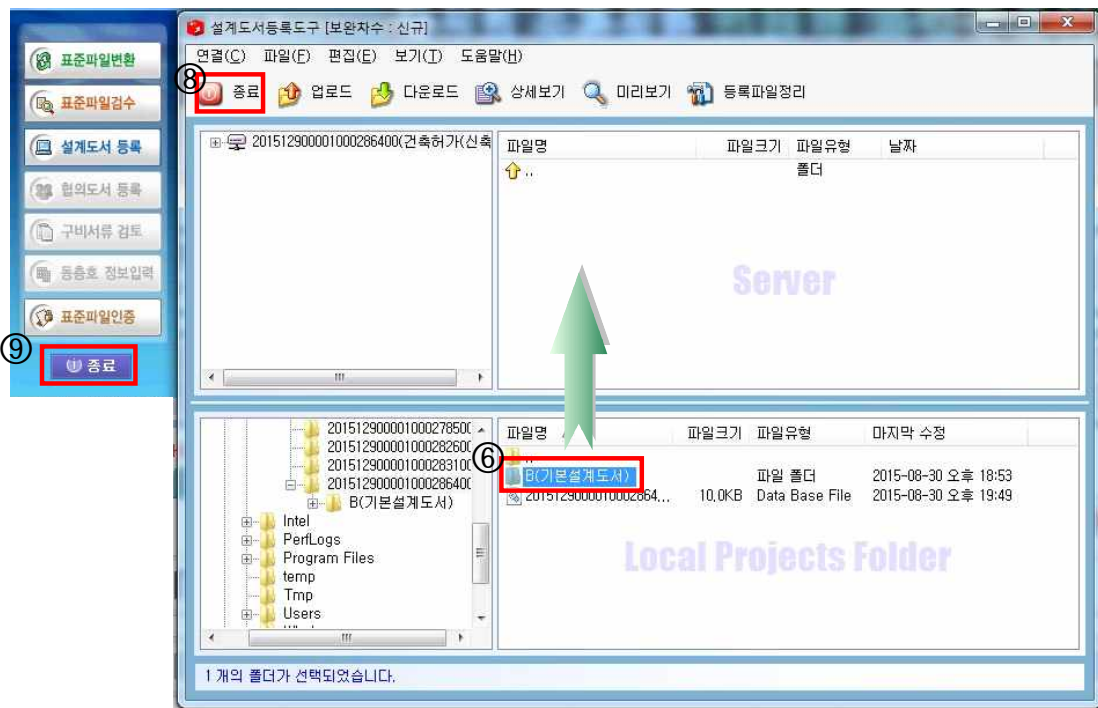 표준파일변환
표준파일검수
설계도서 등록
협의도서 등록
구비서류 검토
동층호 정보입력
표준파일인증
⑨
종료
설계도서등록도구 [보완차수 : 신규]
연결(C) 파일(F) 편집(E) 보기(T) 도움말(H)
⑧
종료 업로드 다운로드 상세보기 미리보기 등록파일정리
201512900001000286400(건축허가(신축
파일명 파일크기 파일유형 날짜
.. 폴더
Server
201512900001000278500
201512900001000282600
201512900001000283100
201512900001000286400
B(기본설계도서)
Intel
PerfLogs
Program Files
temp
Tmp
Users
파일명 파일크기 파일유형 마지막 수정
..
⑥
B(기본설계도서) 파일 폴더 2015-08-30 오후 18:53
2015129000010002864... 10,0KB Data Base File 2015-08-30 오후 19:49
Local Projects Folder
1 개의 폴더가 선택되었습니다.